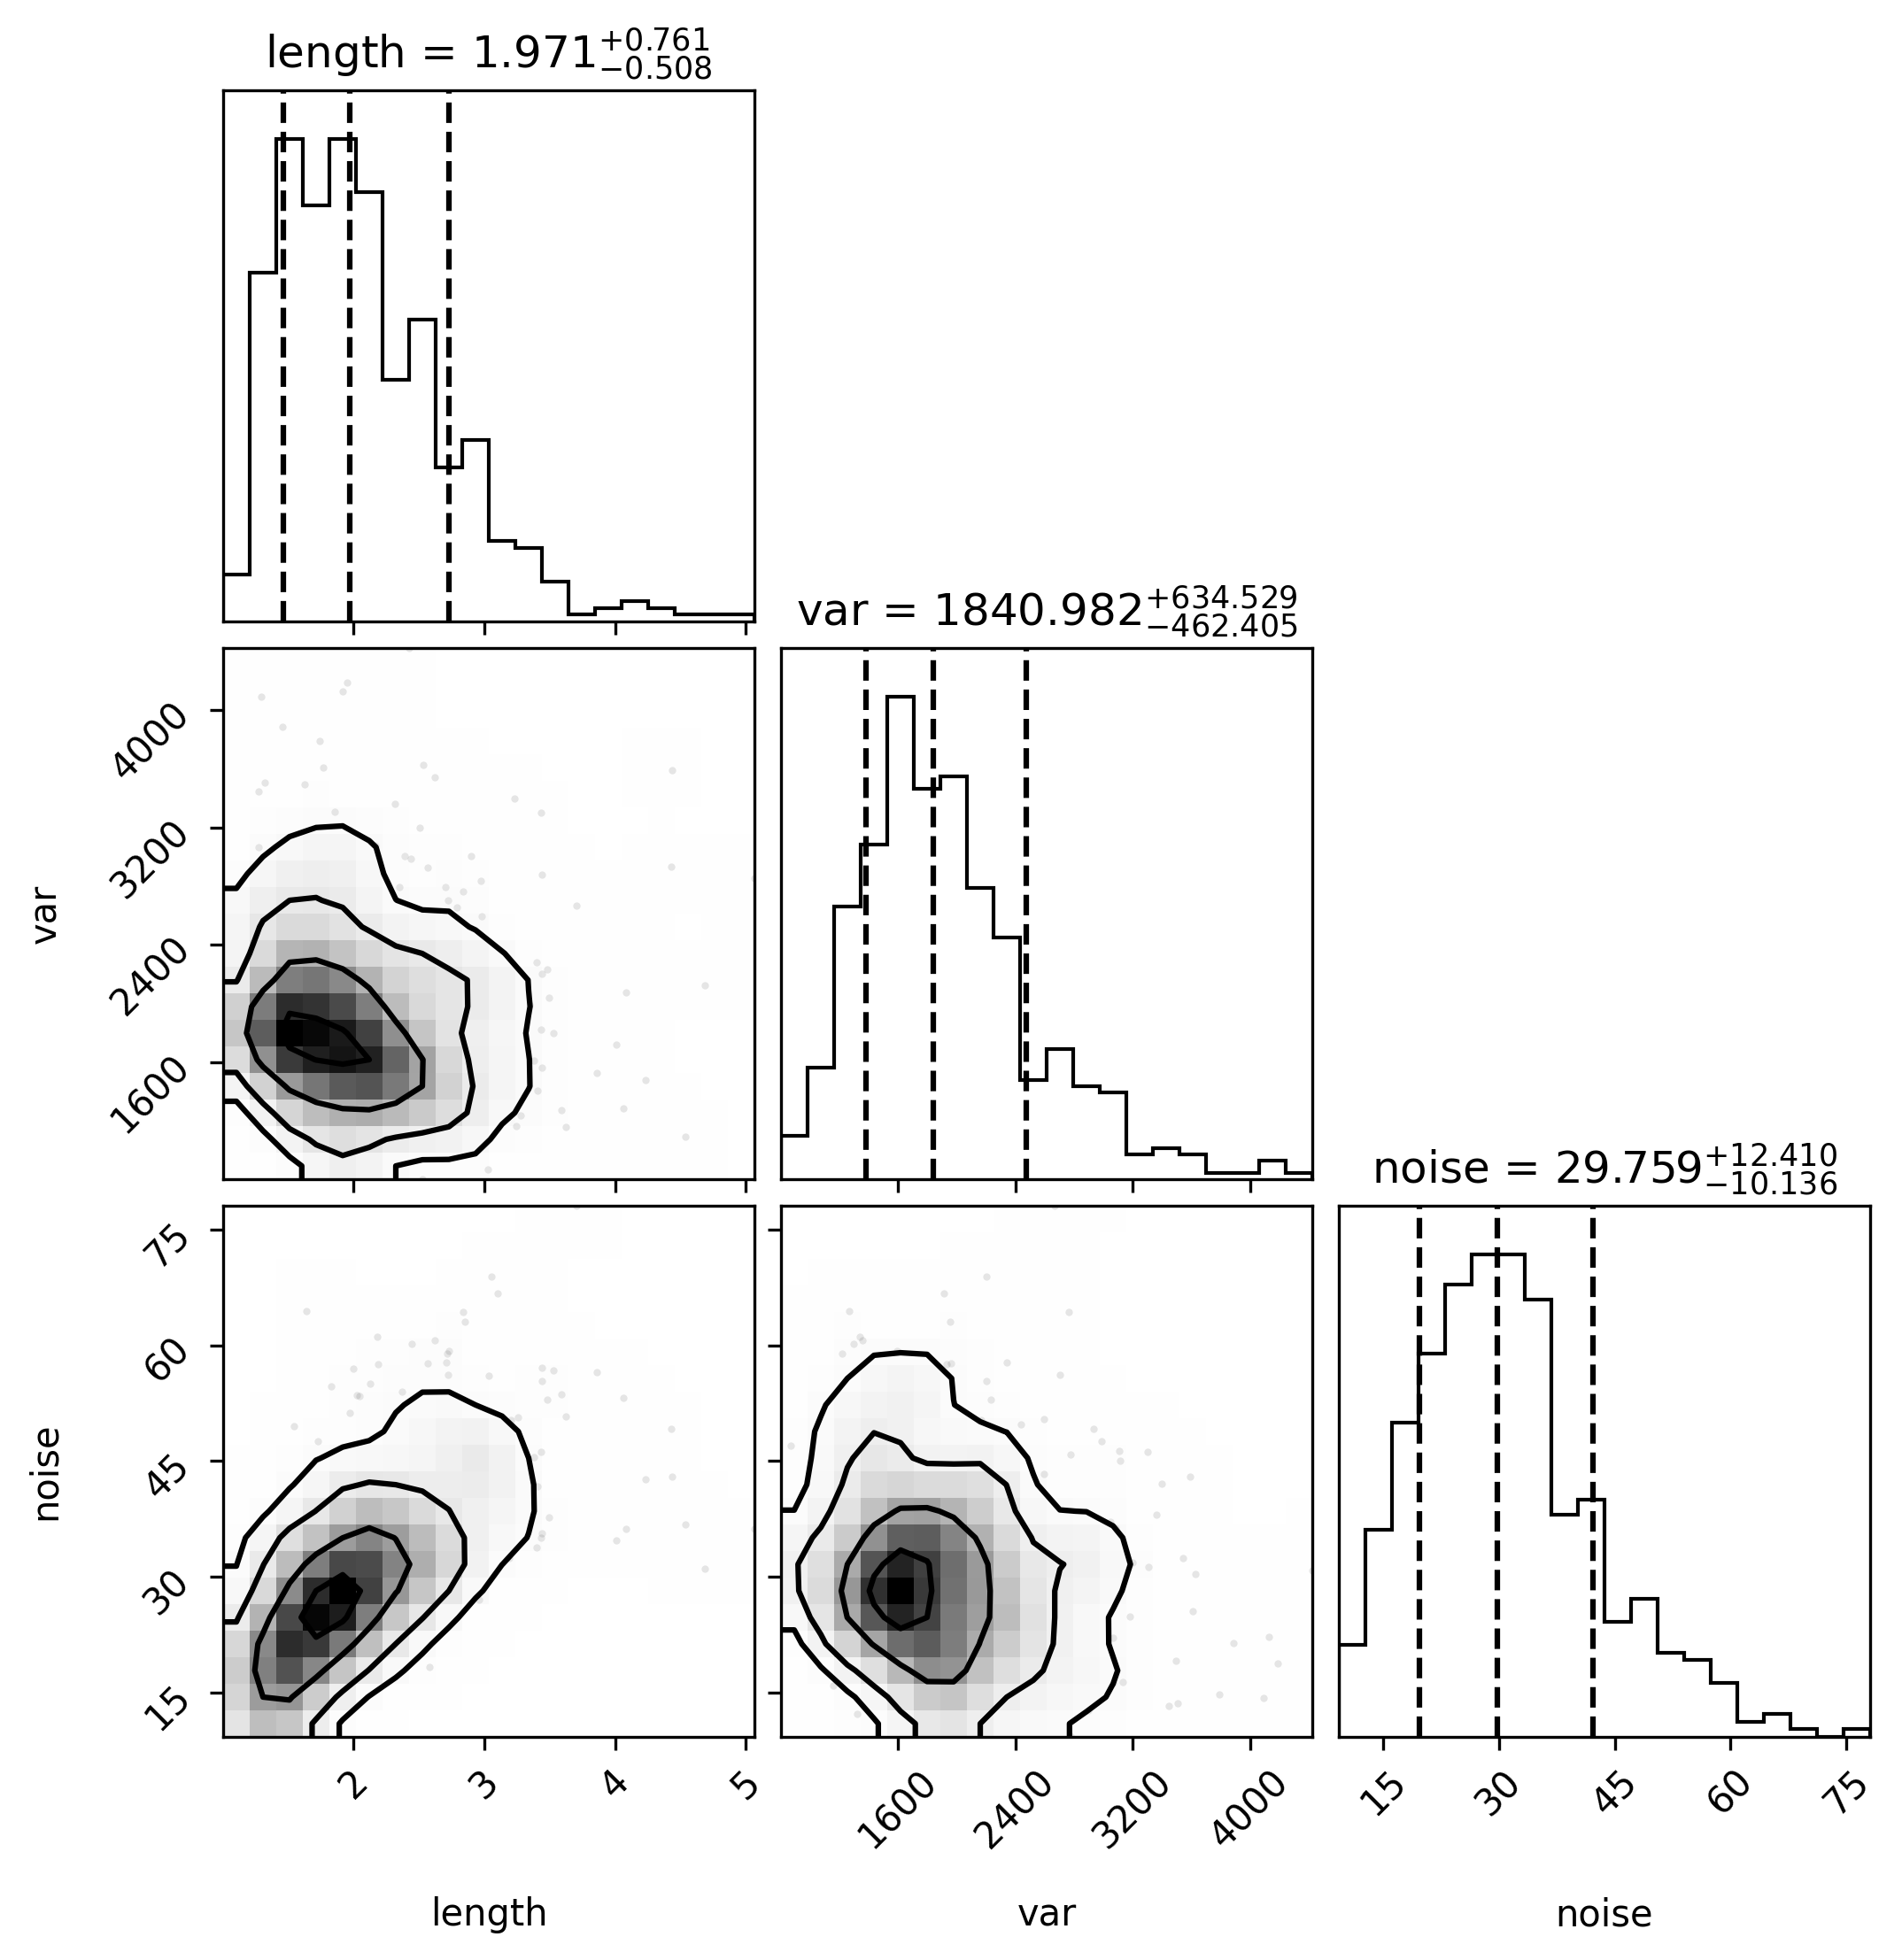 length = 1.971 +0.761 −0.508
var = 1840.982 +634.529 −462.405
4000
3200
2400
1600
var
noise = 29.759 +12.410 −10.136
75
60
45
30
15
noise
2 3 4 5
1600 2400 3200 4000
15 30 45 60 75
length
var
noise